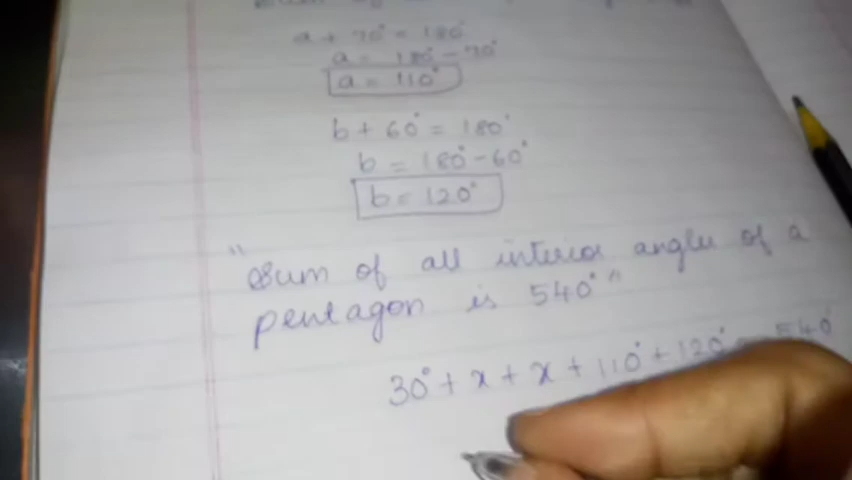 a + 70° = 180°
a = 180° - 70°
a = 110°
b + 60° = 180°
b = 180° - 60°
b = 120°
"Sum of all interior angles of a
pentagon is 540°"
30° + x + x + 110° + 120° = 540°